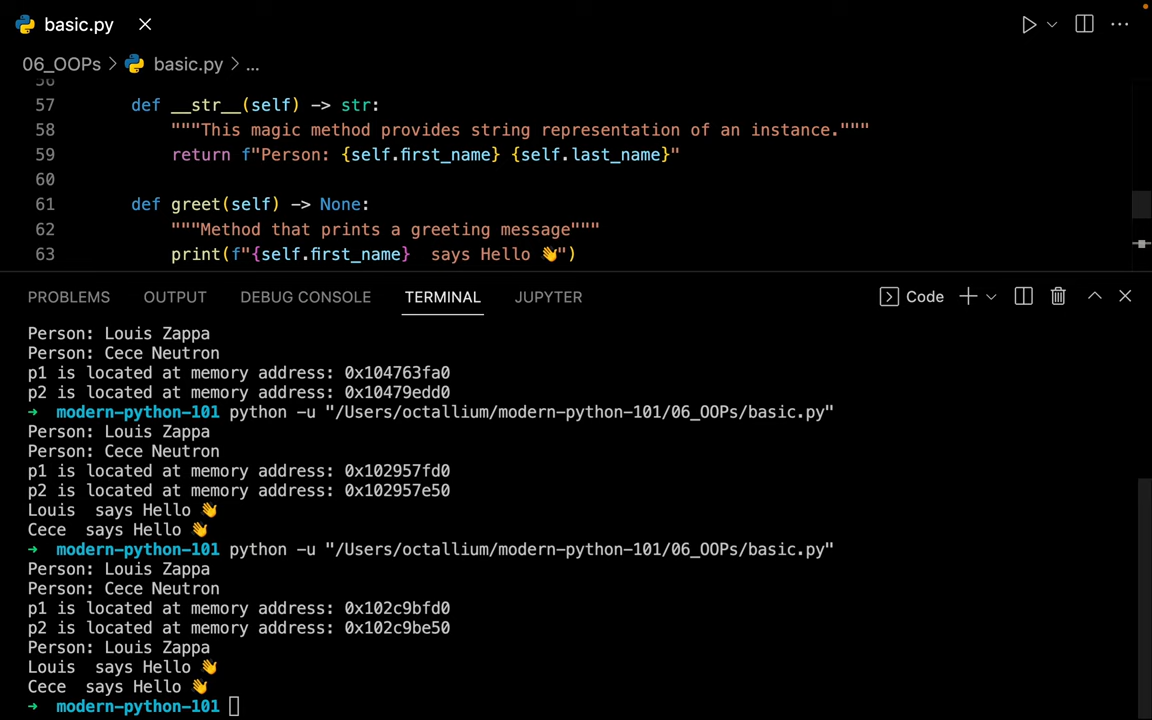 basic.py
06_OOPs > basic.py > ...
56
57 def __str__(self) -> str:
58 """This magic method provides string representation of an instance."""
59 return f"Person: {self.first_name} {self.last_name}"
60
61 def greet(self) -> None:
62 """Method that prints a greeting message"""
63 print(f"{self.first_name}  says Hello 👋")
PROBLEMS OUTPUT DEBUG CONSOLE TERMINAL JUPYTER Code
Person: Louis Zappa
Person: Cece Neutron
p1 is located at memory address: 0x104763fa0
p2 is located at memory address: 0x10479edd0
→ modern-python-101 python -u "/Users/octallium/modern-python-101/06_OOPs/basic.py"
Person: Louis Zappa
Person: Cece Neutron
p1 is located at memory address: 0x102957fd0
p2 is located at memory address: 0x102957e50
Louis  says Hello 👋
Cece  says Hello 👋
→ modern-python-101 python -u "/Users/octallium/modern-python-101/06_OOPs/basic.py"
Person: Louis Zappa
Person: Cece Neutron
p1 is located at memory address: 0x102c9bfd0
p2 is located at memory address: 0x102c9be50
Person: Louis Zappa
Louis  says Hello 👋
Cece  says Hello 👋
→ modern-python-101